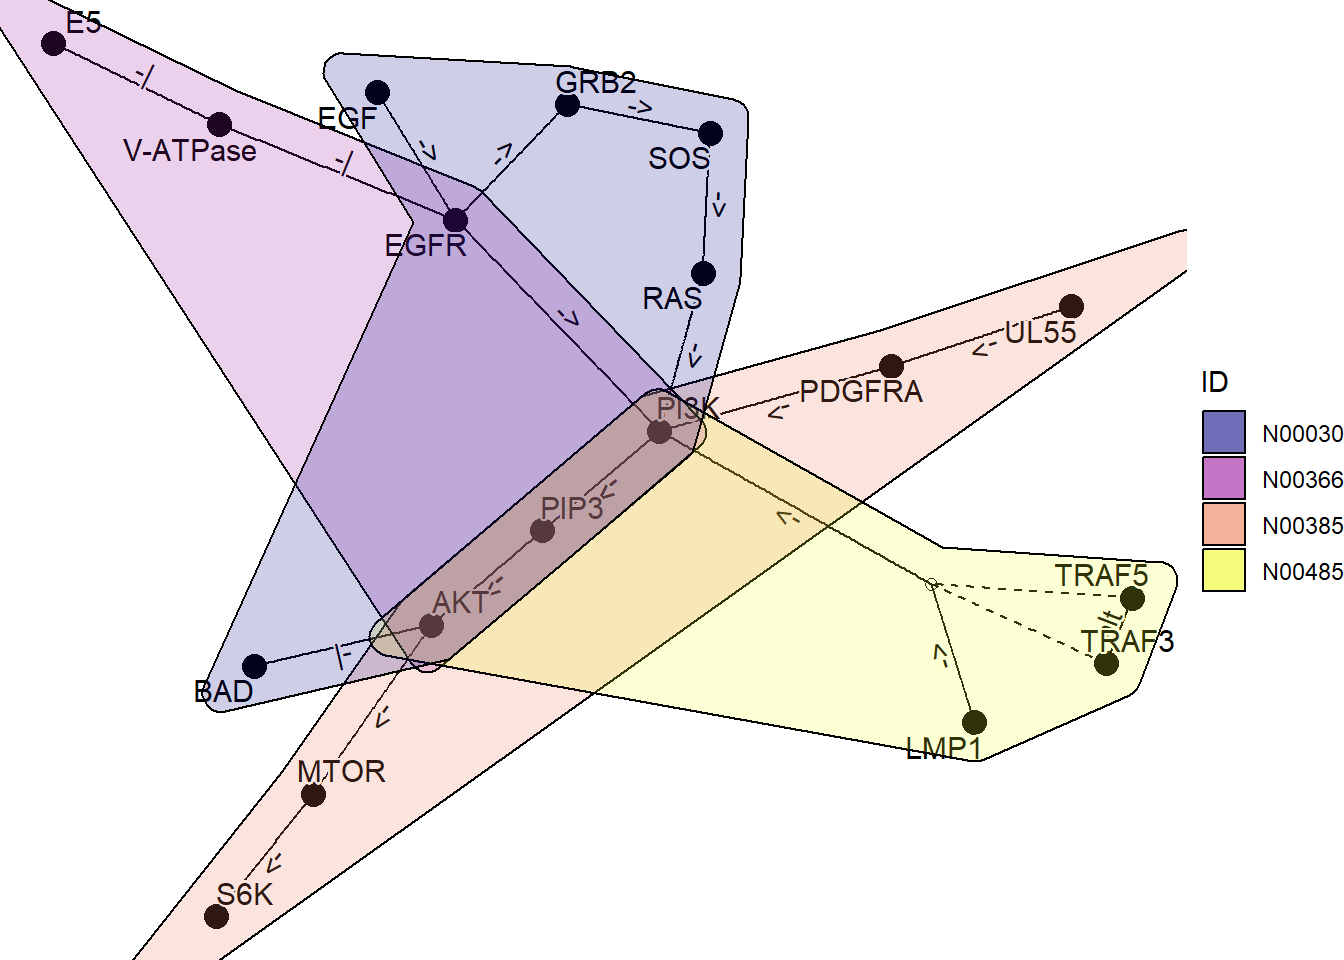 E5
-|
V-ATPase
-|
EGF
->
GRB2
->
->
SOS
->
EGFR
->
RAS
->
UL55
->
PDGFRA
->
PI3K
->
PIP3
->
->
AKT
|-
BAD
->
MTOR
->
S6K
TRAF5
lt
TRAF3
->
LMP1
ID
N00030
N00366
N00385
N00485